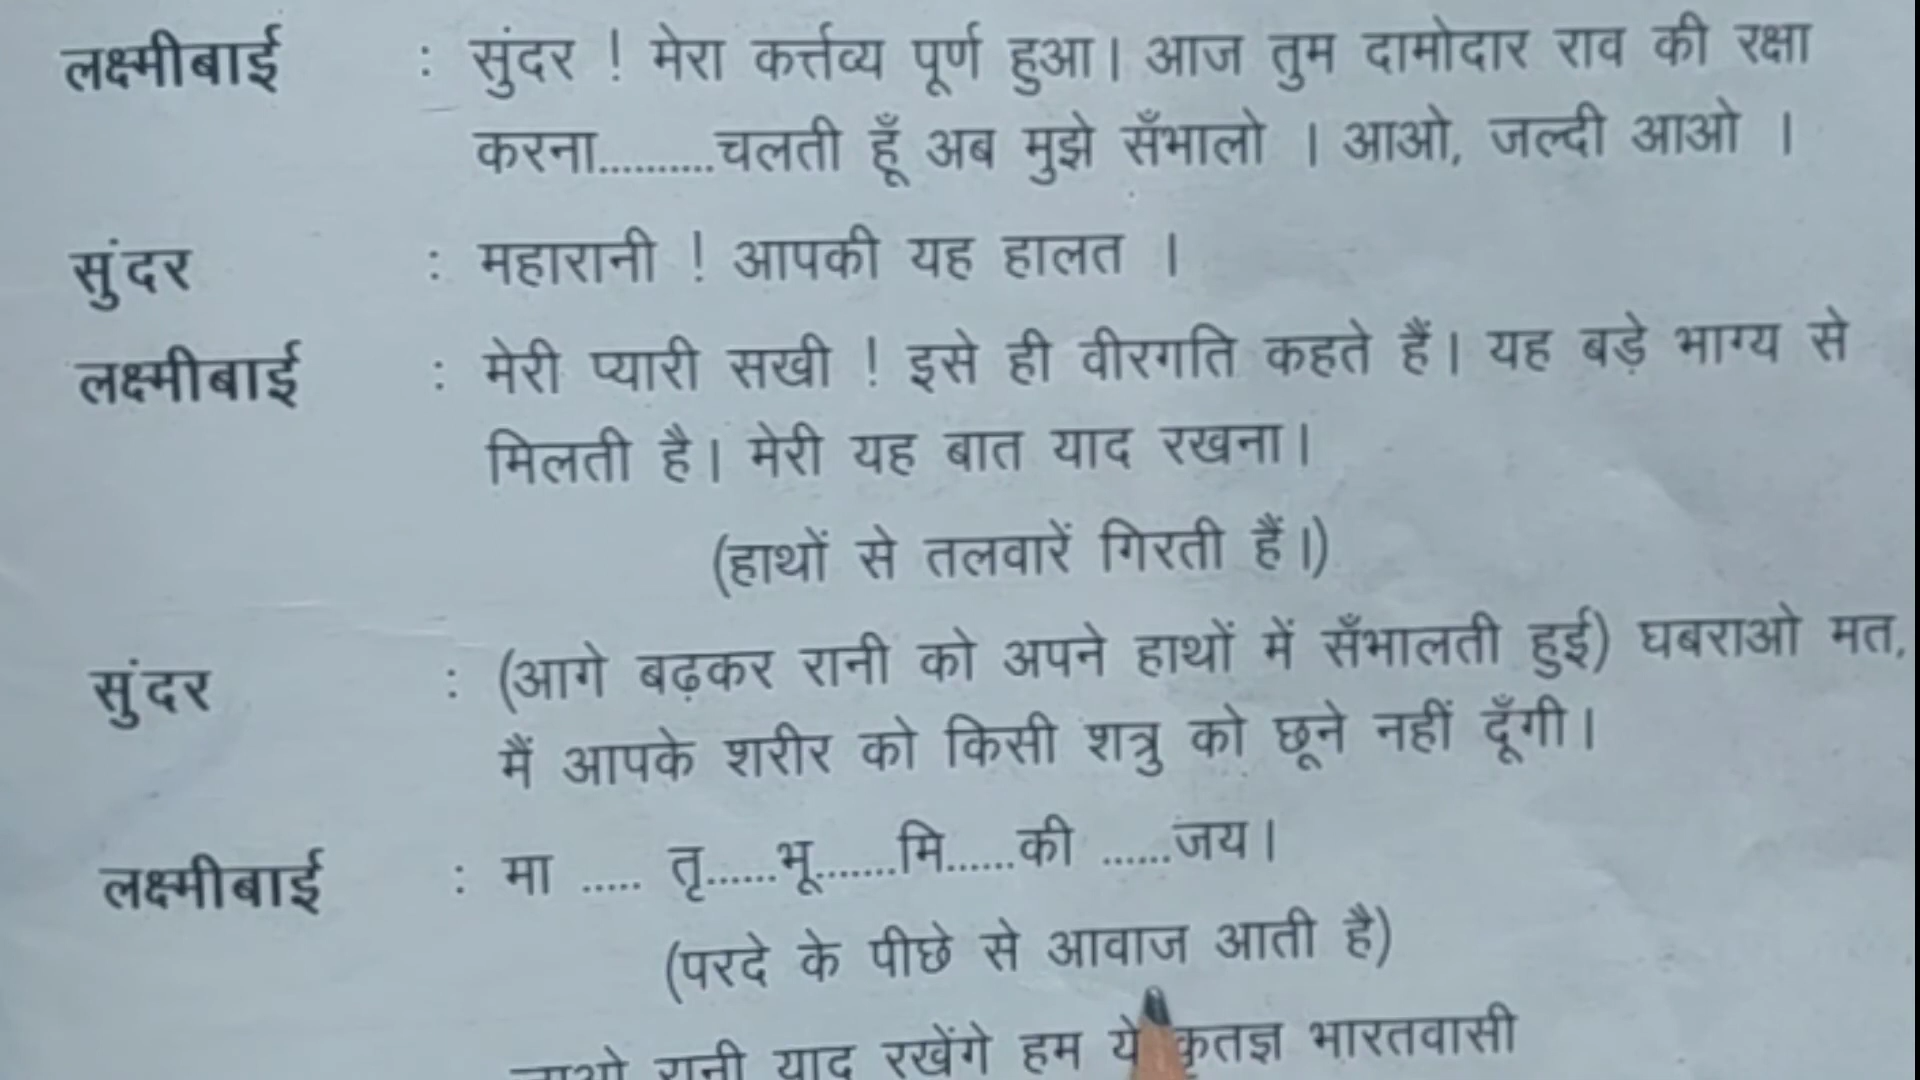 लक्ष्मीबाई : सुंदर ! मेरा कर्त्तव्य पूर्ण हुआ। आज तुम दामोदार राव की रक्षा
करना..........चलती हूँ अब मुझे सँभालो । आओ, जल्दी आओ ।
सुंदर : महारानी ! आपकी यह हालत ।
लक्ष्मीबाई : मेरी प्यारी सखी ! इसे ही वीरगति कहते हैं। यह बड़े भाग्य से
मिलती है। मेरी यह बात याद रखना।
(हाथों से तलवारें गिरती हैं।)
सुंदर : (आगे बढ़कर रानी को अपने हाथों में सँभालती हुई) घबराओ मत,
मैं आपके शरीर को किसी शत्रु को छूने नहीं दूँगी।
लक्ष्मीबाई : मा ..... तृ......भू.......मि......की ......जय।
(परदे के पीछे से आवाज आती है)
रानी याद रखेंगे हम ये कृतज्ञ भारतवासी